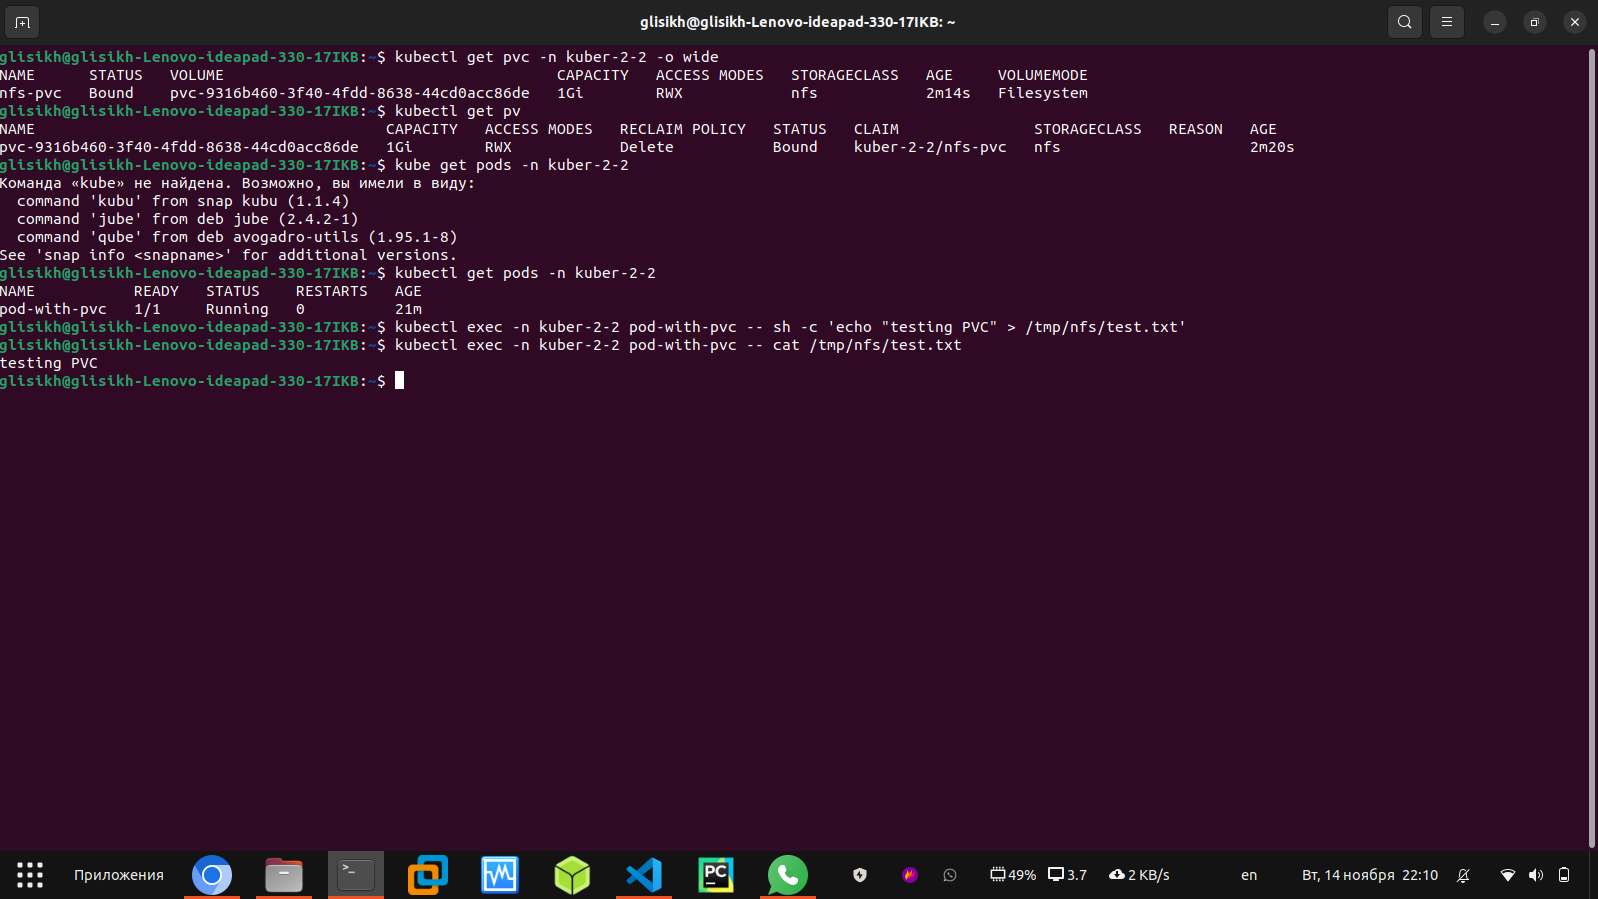 glisikh@glisikh-Lenovo-ideapad-330-17IKB: ~
glisikh@glisikh-Lenovo-ideapad-330-17IKB:~$ kubectl get pvc -n kuber-2-2 -o wide
NAME      STATUS   VOLUME                                     CAPACITY   ACCESS MODES   STORAGECLASS   AGE     VOLUMEMODE
nfs-pvc   Bound    pvc-9316b460-3f40-4fdd-8638-44cd0acc86de   1Gi        RWX            nfs            2m14s   Filesystem
glisikh@glisikh-Lenovo-ideapad-330-17IKB:~$ kubectl get pv
NAME                                       CAPACITY   ACCESS MODES   RECLAIM POLICY   STATUS   CLAIM               STORAGECLASS   REASON   AGE
pvc-9316b460-3f40-4fdd-8638-44cd0acc86de   1Gi        RWX            Delete           Bound    kuber-2-2/nfs-pvc   nfs                     2m20s
glisikh@glisikh-Lenovo-ideapad-330-17IKB:~$ kube get pods -n kuber-2-2
Команда «kube» не найдена. Возможно, вы имели в виду:
  command 'kubu' from snap kubu (1.1.4)
  command 'jube' from deb jube (2.4.2-1)
  command 'qube' from deb avogadro-utils (1.95.1-8)
See 'snap info <snapname>' for additional versions.
glisikh@glisikh-Lenovo-ideapad-330-17IKB:~$ kubectl get pods -n kuber-2-2
NAME           READY   STATUS    RESTARTS   AGE
pod-with-pvc   1/1     Running   0          21m
glisikh@glisikh-Lenovo-ideapad-330-17IKB:~$ kubectl exec -n kuber-2-2 pod-with-pvc -- sh -c 'echo "testing PVC" > /tmp/nfs/test.txt'
glisikh@glisikh-Lenovo-ideapad-330-17IKB:~$ kubectl exec -n kuber-2-2 pod-with-pvc -- cat /tmp/nfs/test.txt
testing PVC
glisikh@glisikh-Lenovo-ideapad-330-17IKB:~$
Приложения >_ PC 49% 3.7 2 KB/s en Вт, 14 ноября 22:10